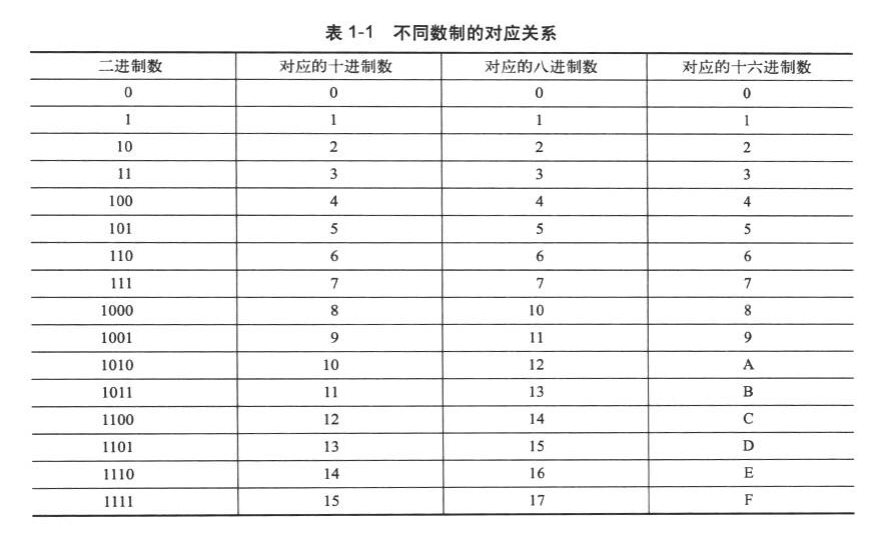 表 1-1 不同数制的对应关系
二进制数 对应的十进制数 对应的八进制数 对应的十六进制数
0 0 0 0
1 1 1 1
10 2 2 2
11 3 3 3
100 4 4 4
101 5 5 5
110 6 6 6
111 7 7 7
1000 8 10 8
1001 9 11 9
1010 10 12 A
1011 11 13 B
1100 12 14 C
1101 13 15 D
1110 14 16 E
1111 15 17 F